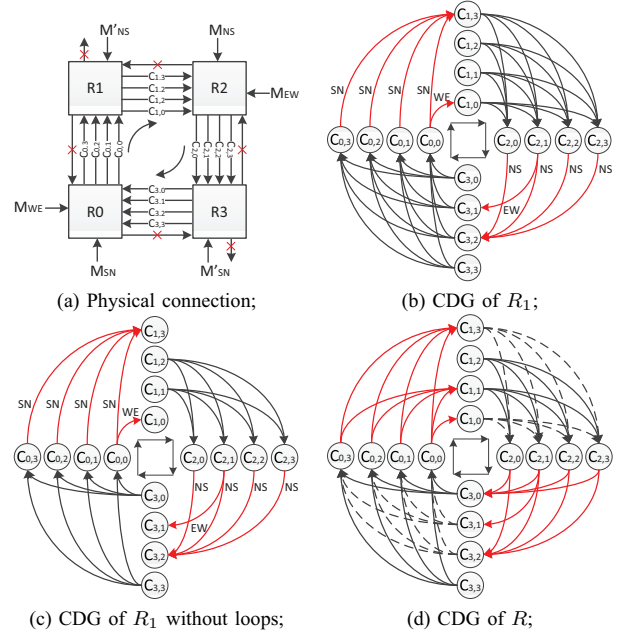 M'NS MNS
R1 R2
C1,3
C1,2
C1,1
C1,0
MEW
C0,3 C0,2 C0,1 C0,0
C2,0 C2,1 C2,2 C2,3
MWE
R0 R3
C3,0
C3,1
C3,2
C3,3
MSN M'SN
(a) Physical connection;
C1,3
C1,2
C1,1
C1,0
SN SN SN SN WE
C0,3 C0,2 C0,1 C0,0 C2,0 C2,1 C2,2 C2,3
NS NS NS NS
C3,0
C3,1 EW
C3,2
C3,3
(b) CDG of R1;
C1,3
C1,2
C1,1
C1,0
SN SN SN SN WE
C0,3 C0,2 C0,1 C0,0 C2,0 C2,1 C2,2 C2,3
NS NS NS NS
C3,0
C3,1 EW
C3,2
C3,3
(c) CDG of R1 without loops;
C1,3
C1,2
C1,1
C1,0
C0,3 C0,2 C0,1 C0,0 C2,0 C2,1 C2,2 C2,3
C3,0
C3,1
C3,2
C3,3
(d) CDG of R;